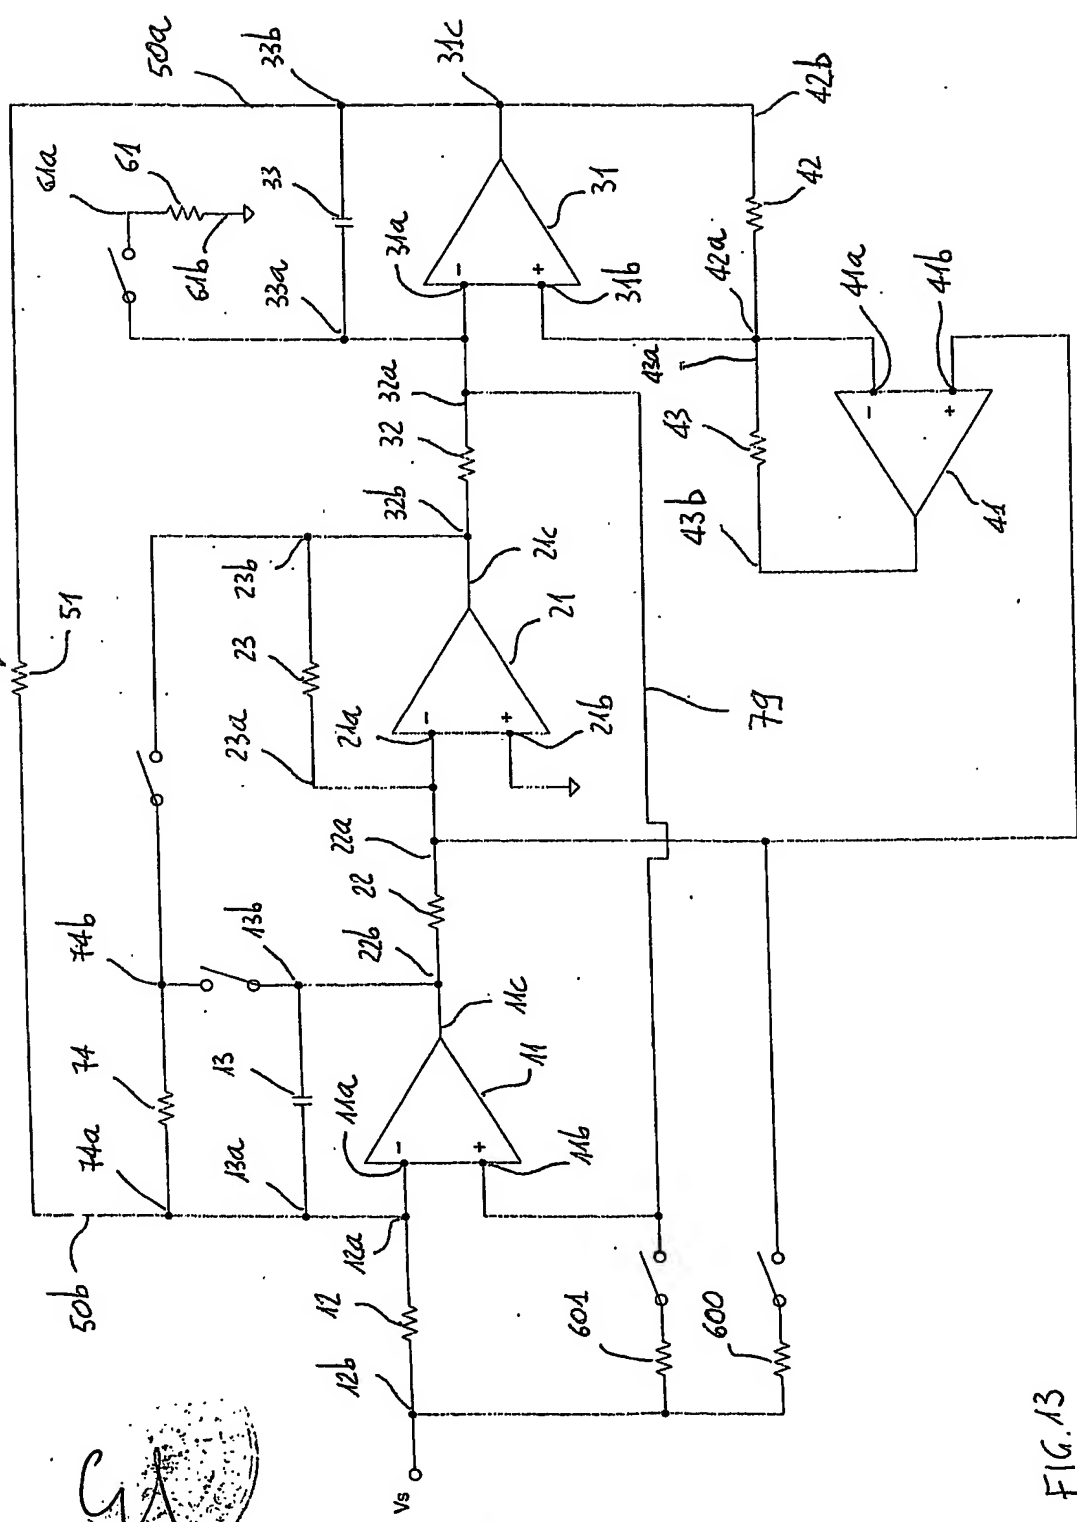 50a
33b
31c
61a
61
61b
33
33a
31a
31
31b
42b
42
42a
41a
41b
43a
43
43b
41
-
+
-
+
51
32a
32
32b
23b
23
23a
21c
21
21a
21b
-
+
79
22a
22
22b
74b
74
74a
13b
13
13a
11c
11
11a
11b
-
+
50b
12a
12
12b
601
600
Vs
FIG. 13